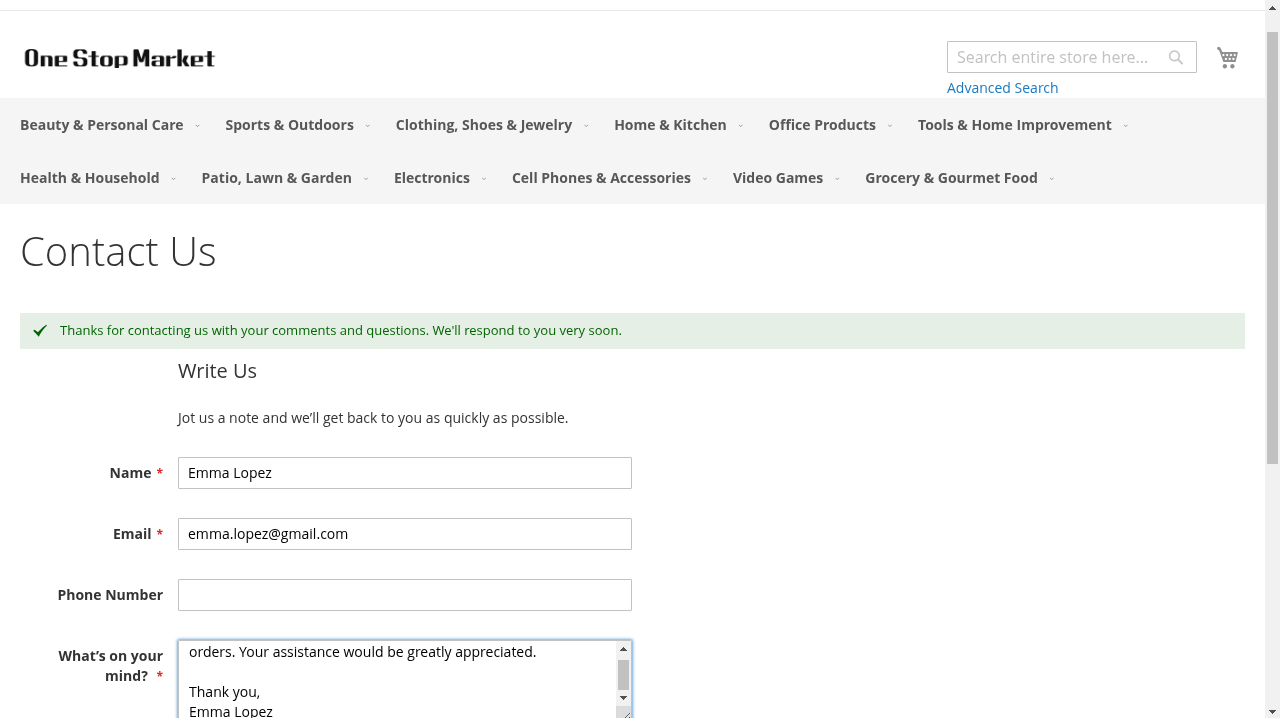 One Stop Market
Search entire store here...
Advanced Search
Beauty & Personal Care Sports & Outdoors Clothing, Shoes & Jewelry Home & Kitchen Office Products Tools & Home Improvement
Health & Household Patio, Lawn & Garden Electronics Cell Phones & Accessories Video Games Grocery & Gourmet Food
Contact Us
Thanks for contacting us with your comments and questions. We'll respond to you very soon.
Write Us
Jot us a note and we’ll get back to you as quickly as possible.
Name * Emma Lopez
Email * emma.lopez@gmail.com
Phone Number
What’s on your mind? *
orders. Your assistance would be greatly appreciated.
Thank you,
Emma Lopez